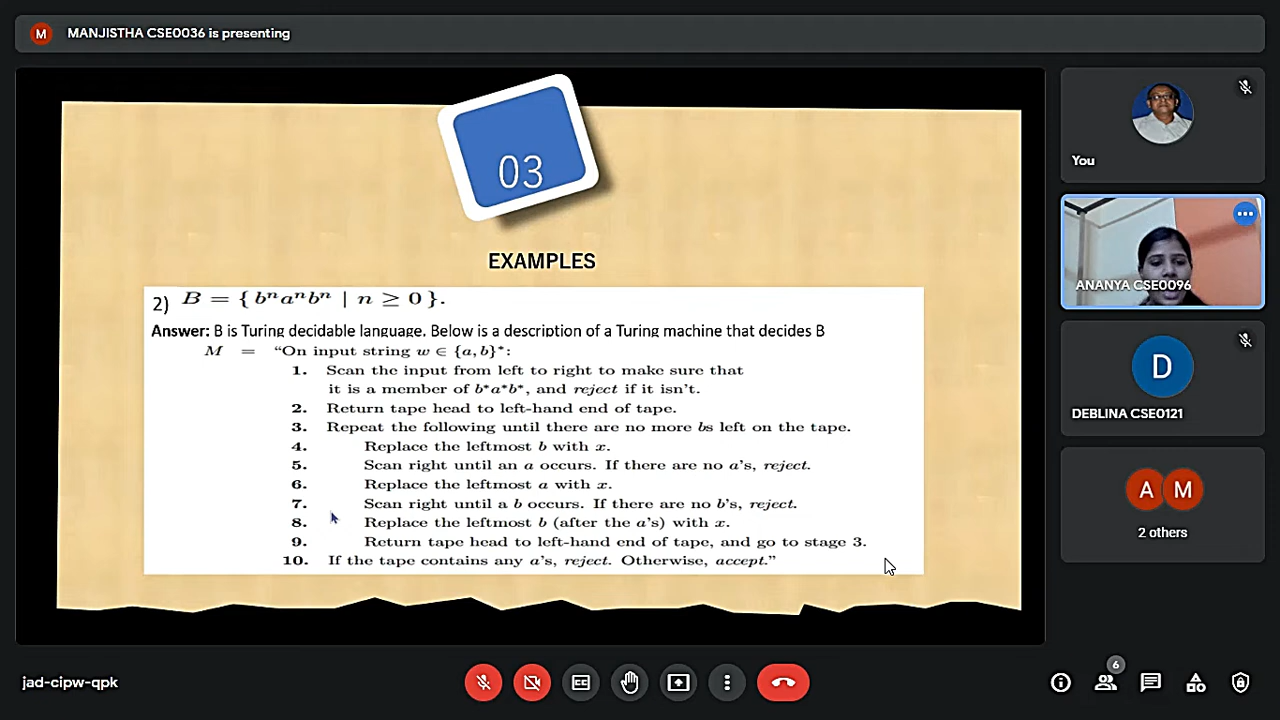 M
MANJISTHA CSE0036 is presenting
03
EXAMPLES
2) B = { bⁿaⁿbⁿ | n ≥ 0 }.
Answer: B is Turing decidable language. Below is a description of a Turing machine that decides B
M = “On input string w ∈ {a, b}*:
1. Scan the input from left to right to make sure that
it is a member of b*a*b*, and reject if it isn’t.
2. Return tape head to left-hand end of tape.
3. Repeat the following until there are no more bs left on the tape.
4. Replace the leftmost b with x.
5. Scan right until an a occurs. If there are no a’s, reject.
6. Replace the leftmost a with x.
7. Scan right until a b occurs. If there are no b’s, reject.
8. Replace the leftmost b (after the a’s) with x.
9. Return tape head to left-hand end of tape, and go to stage 3.
10. If the tape contains any a’s, reject. Otherwise, accept.”
You
ANANYA CSE0096
D
DEBLINA CSE0121
A M
2 others
jad-cipw-qpk
CC
6